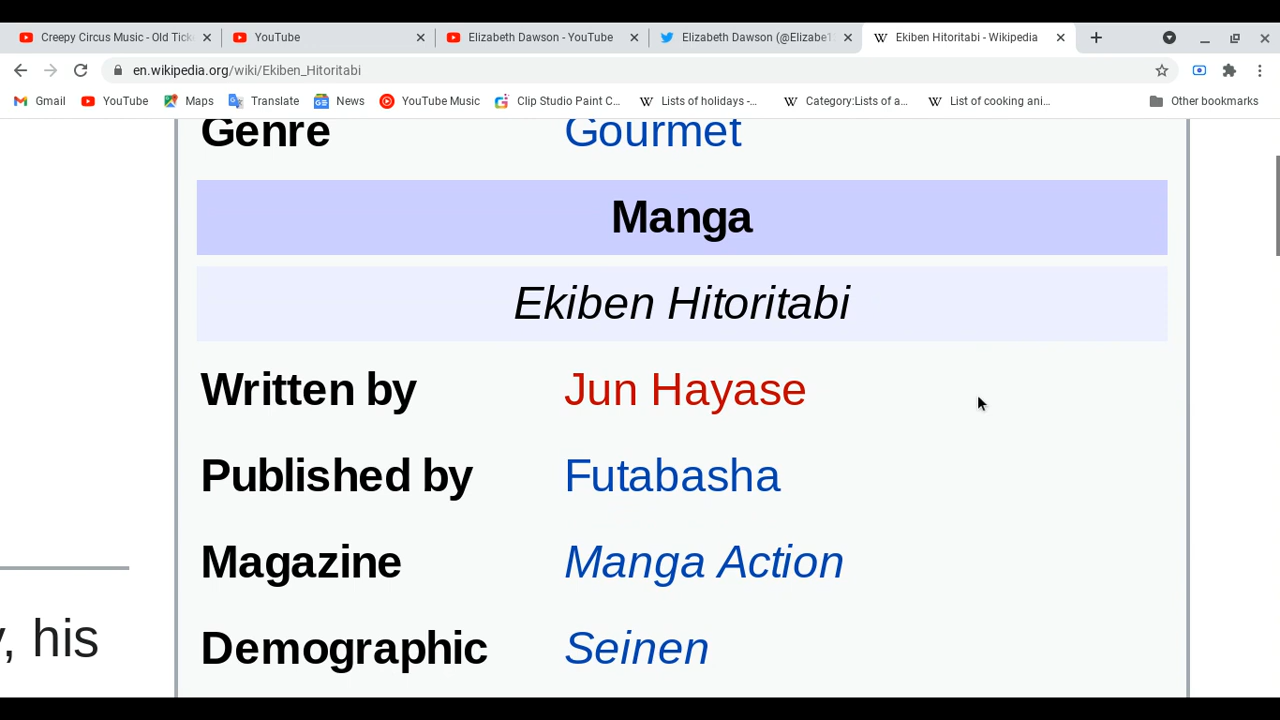 Creepy Circus Music - Old Tick
YouTube
Elizabeth Dawson - YouTube
Elizabeth Dawson (@Elizabe1
Ekiben Hitoritabi - Wikipedia
en.wikipedia.org/wiki/Ekiben_Hitoritabi
Gmail
YouTube
Maps
Translate
News
YouTube Music
Clip Studio Paint C...
Lists of holidays -...
Category:Lists of a...
List of cooking ani...
Other bookmarks
Genre Gourmet
Manga
Ekiben Hitoritabi
Written by Jun Hayase
Published by Futabasha
Magazine Manga Action
, his
Demographic Seinen